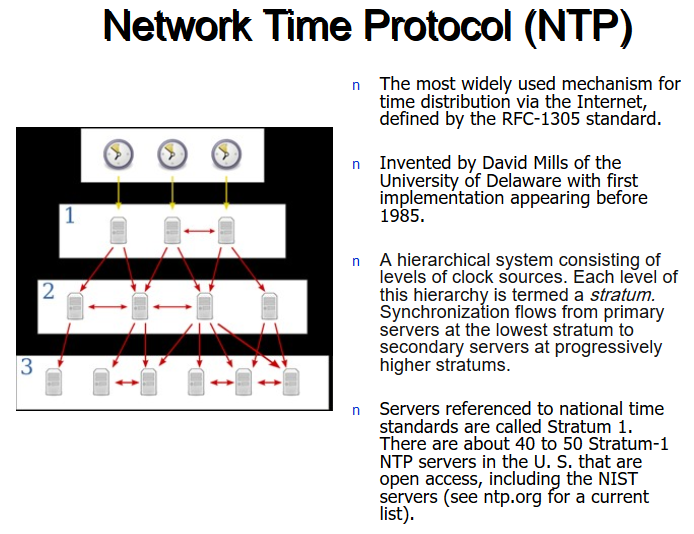 Network Time Protocol (NTP)
1
2
3
n The most widely used mechanism for
time distribution via the Internet,
defined by the RFC-1305 standard.
n Invented by David Mills of the
University of Delaware with first
implementation appearing before
1985.
n A hierarchical system consisting of
levels of clock sources. Each level of
this hierarchy is termed a stratum.
Synchronization flows from primary
servers at the lowest stratum to
secondary servers at progressively
higher stratums.
n Servers referenced to national time
standards are called Stratum 1.
There are about 40 to 50 Stratum-1
NTP servers in the U. S. that are
open access, including the NIST
servers (see ntp.org for a current
list).